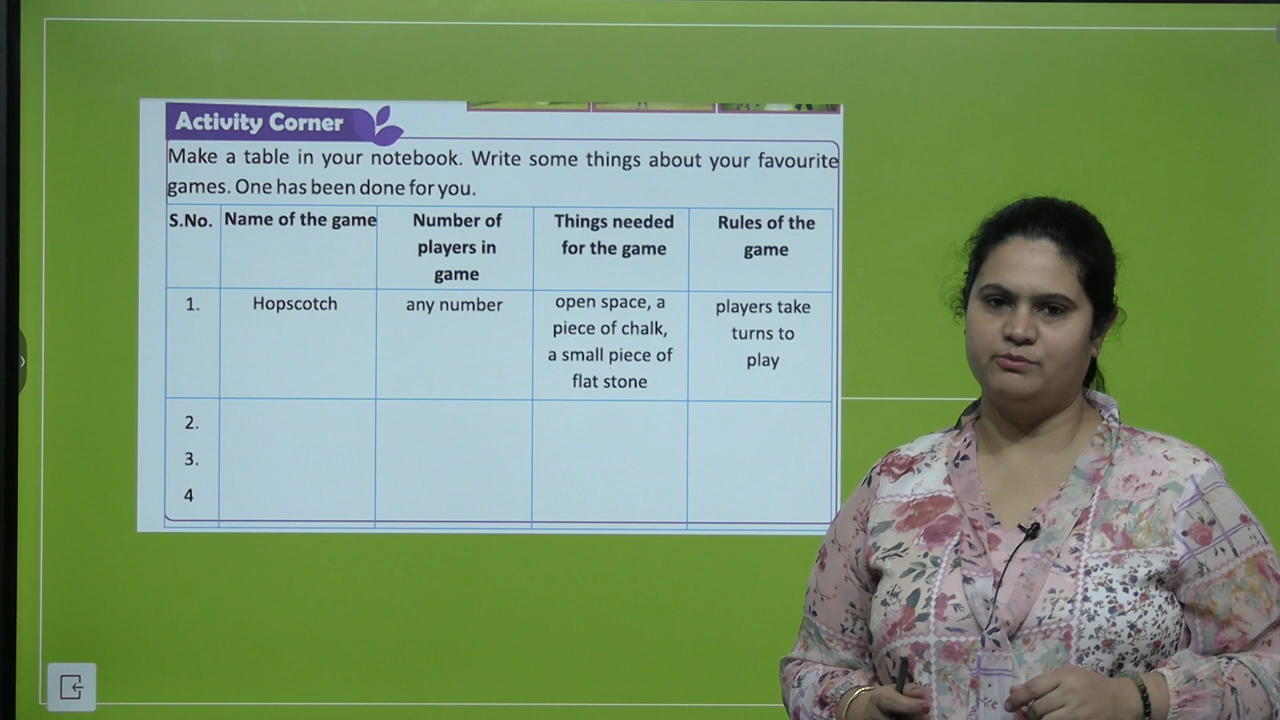 Activity Corner
Make a table in your notebook. Write some things about your favourite
games. One has been done for you.
S.No. Name of the game Number of players in game Things needed for the game Rules of the game
1. Hopscotch any number open space, a piece of chalk, a small piece of flat stone players take turns to play
2.
3.
4